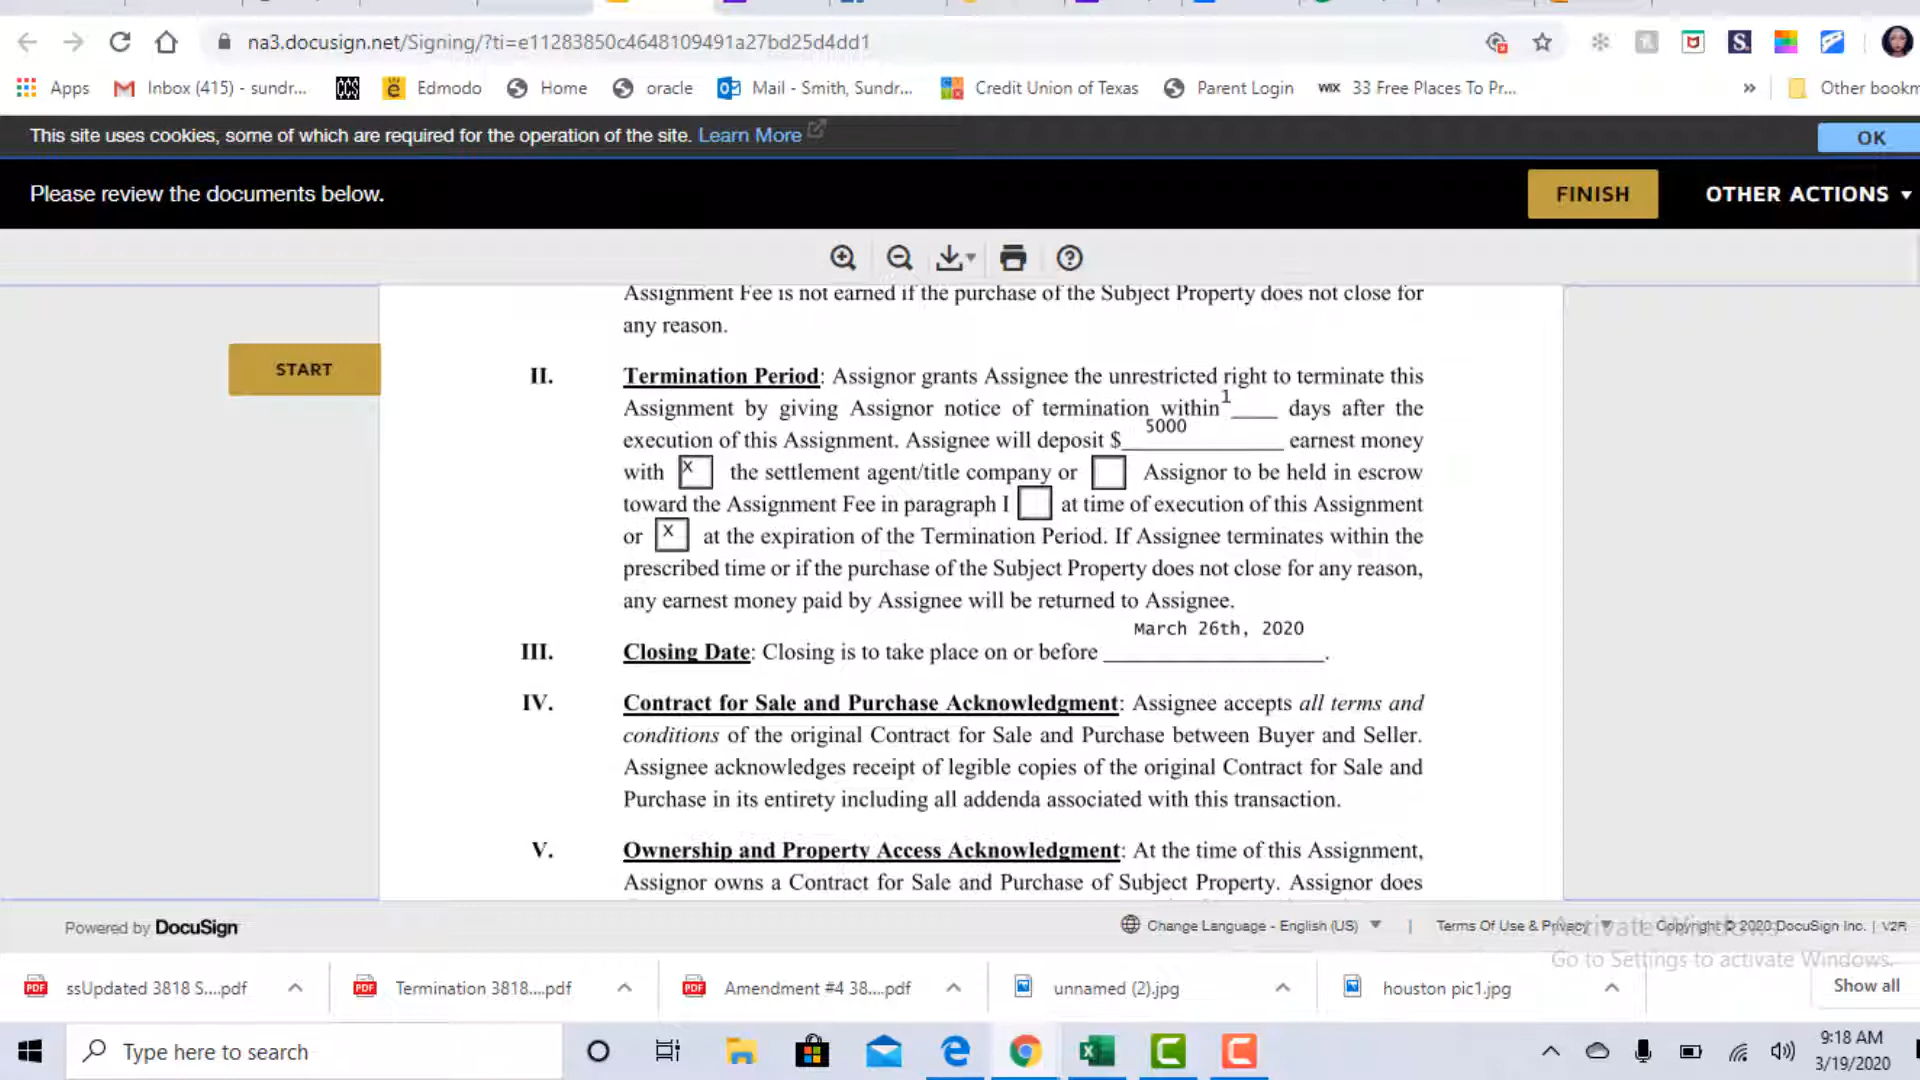 na3.docusign.net/Signing/?ti=e11283850c4648109491a27bd25d4dd1
Apps
Inbox (415) - sundr...
CCS
Edmodo
Home
oracle
Mail - Smith, Sundr...
Credit Union of Texas
Parent Login
WIX 33 Free Places To Pr...
»
Other bookm
This site uses cookies, some of which are required for the operation of the site. Learn More
OK
Please review the documents below.
FINISH
OTHER ACTIONS
START
Assignment Fee is not earned if the purchase of the Subject Property does not close for
any reason.
II. Termination Period: Assignor grants Assignee the unrestricted right to terminate this
Assignment by giving Assignor notice of termination within 1 ____ days after the
execution of this Assignment. Assignee will deposit $ 5000 earnest money
with x the settlement agent/title company or Assignor to be held in escrow
toward the Assignment Fee in paragraph I at time of execution of this Assignment
or x at the expiration of the Termination Period. If Assignee terminates within the
prescribed time or if the purchase of the Subject Property does not close for any reason,
any earnest money paid by Assignee will be returned to Assignee.
March 26th, 2020
III. Closing Date: Closing is to take place on or before ____________________.
IV. Contract for Sale and Purchase Acknowledgment: Assignee accepts all terms and
conditions of the original Contract for Sale and Purchase between Buyer and Seller.
Assignee acknowledges receipt of legible copies of the original Contract for Sale and
Purchase in its entirety including all addenda associated with this transaction.
V. Ownership and Property Access Acknowledgment: At the time of this Assignment,
Assignor owns a Contract for Sale and Purchase of Subject Property. Assignor does
Powered by DocuSign
Change Language - English (US) | Terms Of Use & Privacy | Copyright © 2020 DocuSign Inc. | V2R
Activate Windows
Go to Settings to activate Windows.
PDF ssUpdated 3818 S....pdf
PDF Termination 3818....pdf
PDF Amendment #4 38....pdf
unnamed (2).jpg
houston pic1.jpg
Show all
Type here to search
9:18 AM
3/19/2020